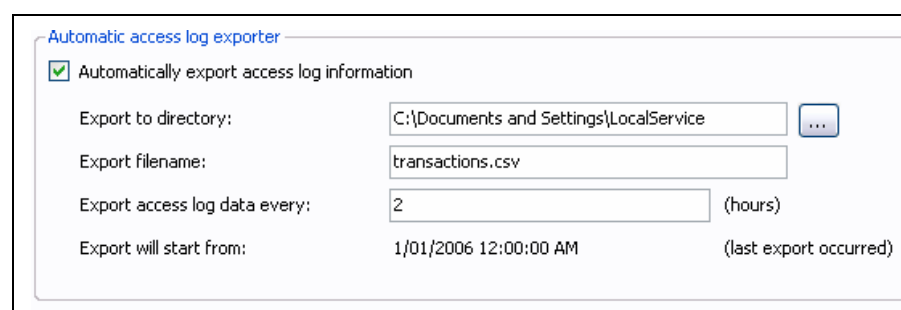 Automatic access log exporter
Automatically export access log information
Export to directory: C:\Documents and Settings\LocalService ...
Export filename: transactions.csv
Export access log data every: 2 (hours)
Export will start from: 1/01/2006 12:00:00 AM (last export occurred)